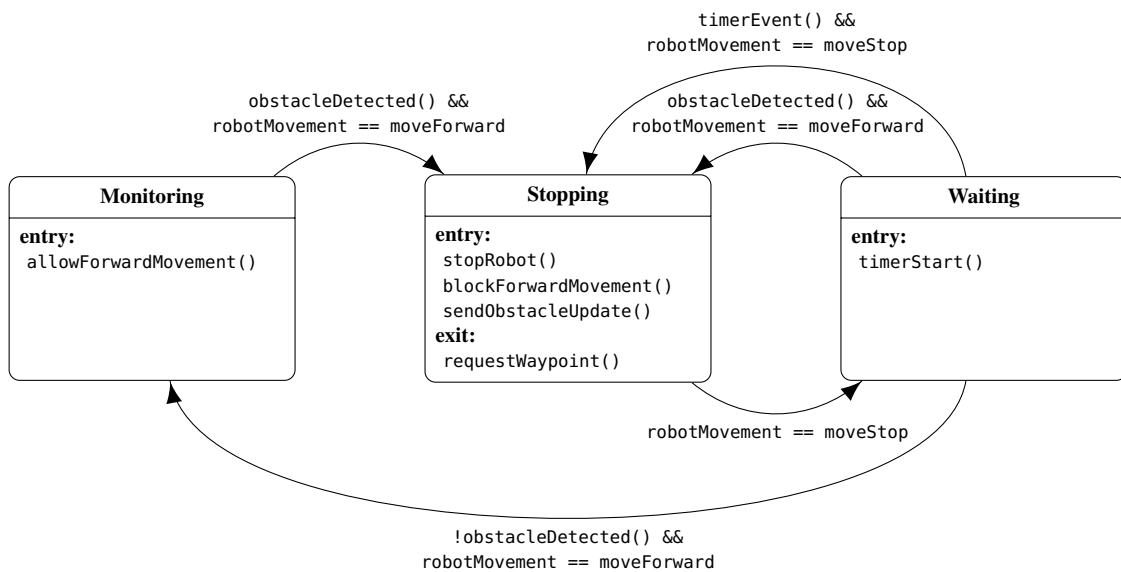 timerEvent() &&
robotMovement == moveStop
obstacleDetected() &&
robotMovement == moveForward
obstacleDetected() &&
robotMovement == moveForward
Monitoring
entry:
allowForwardMovement()
Stopping
entry:
stopRobot()
blockForwardMovement()
sendObstacleUpdate()
exit:
requestWaypoint()
Waiting
entry:
timerStart()
robotMovement == moveStop
!obstacleDetected() &&
robotMovement == moveForward